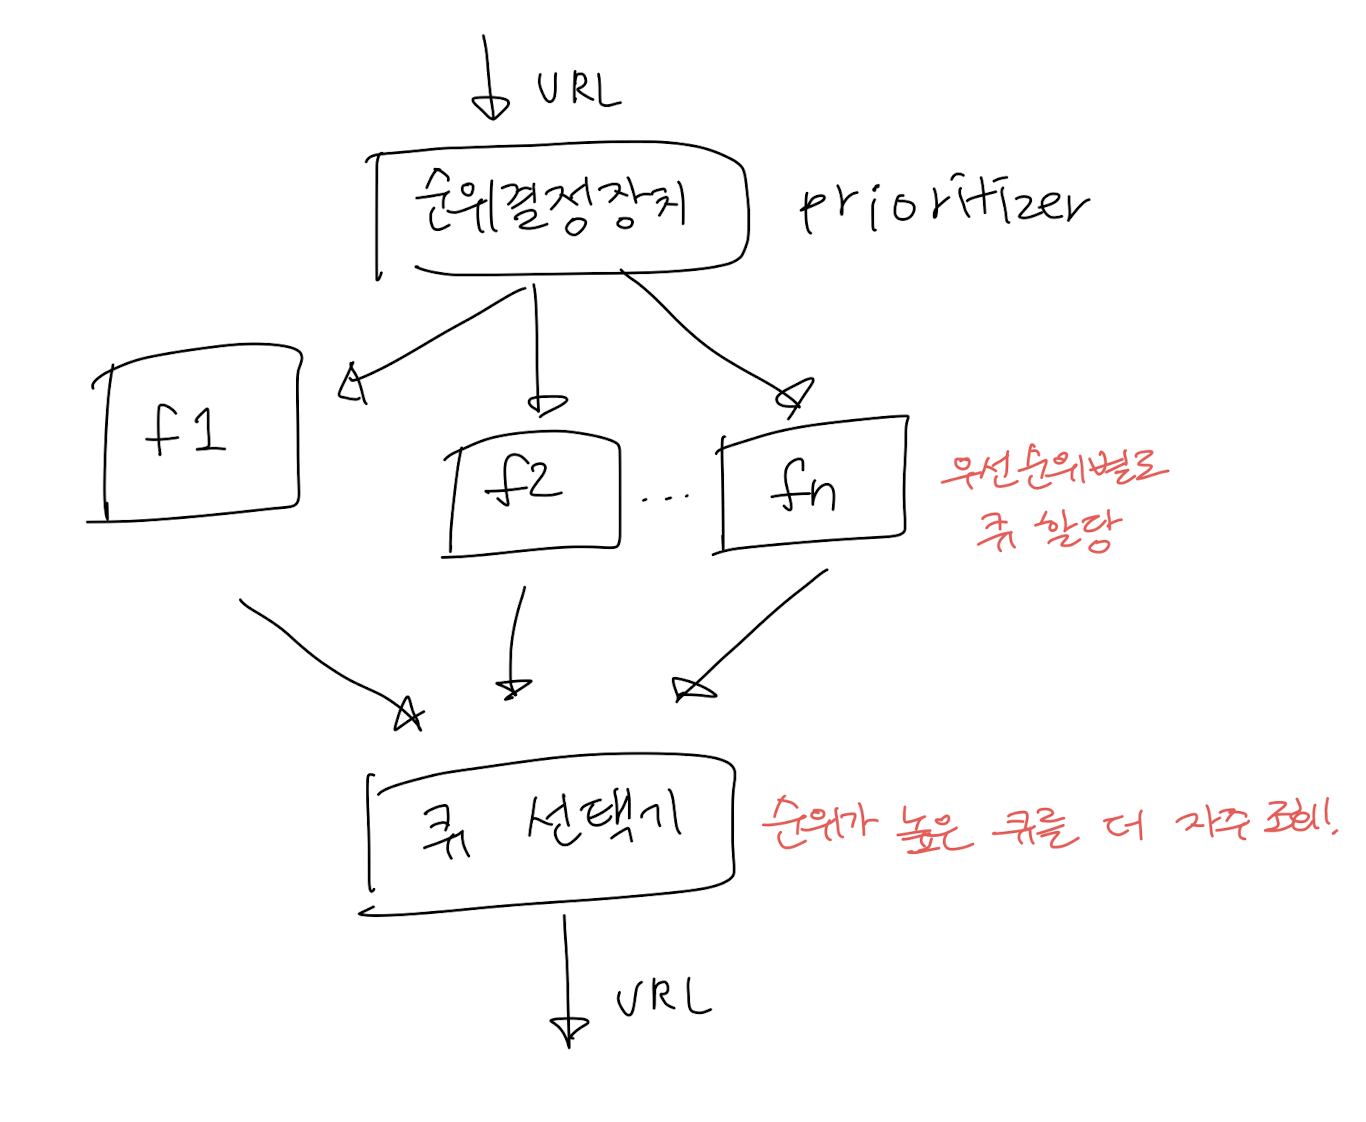 URL
순위결정장치
prioritizer
f1
f2
...
fn
우선순위별로
큐 할당
큐 선택기
순위가 높은 큐를 더 자주 조회!
URL